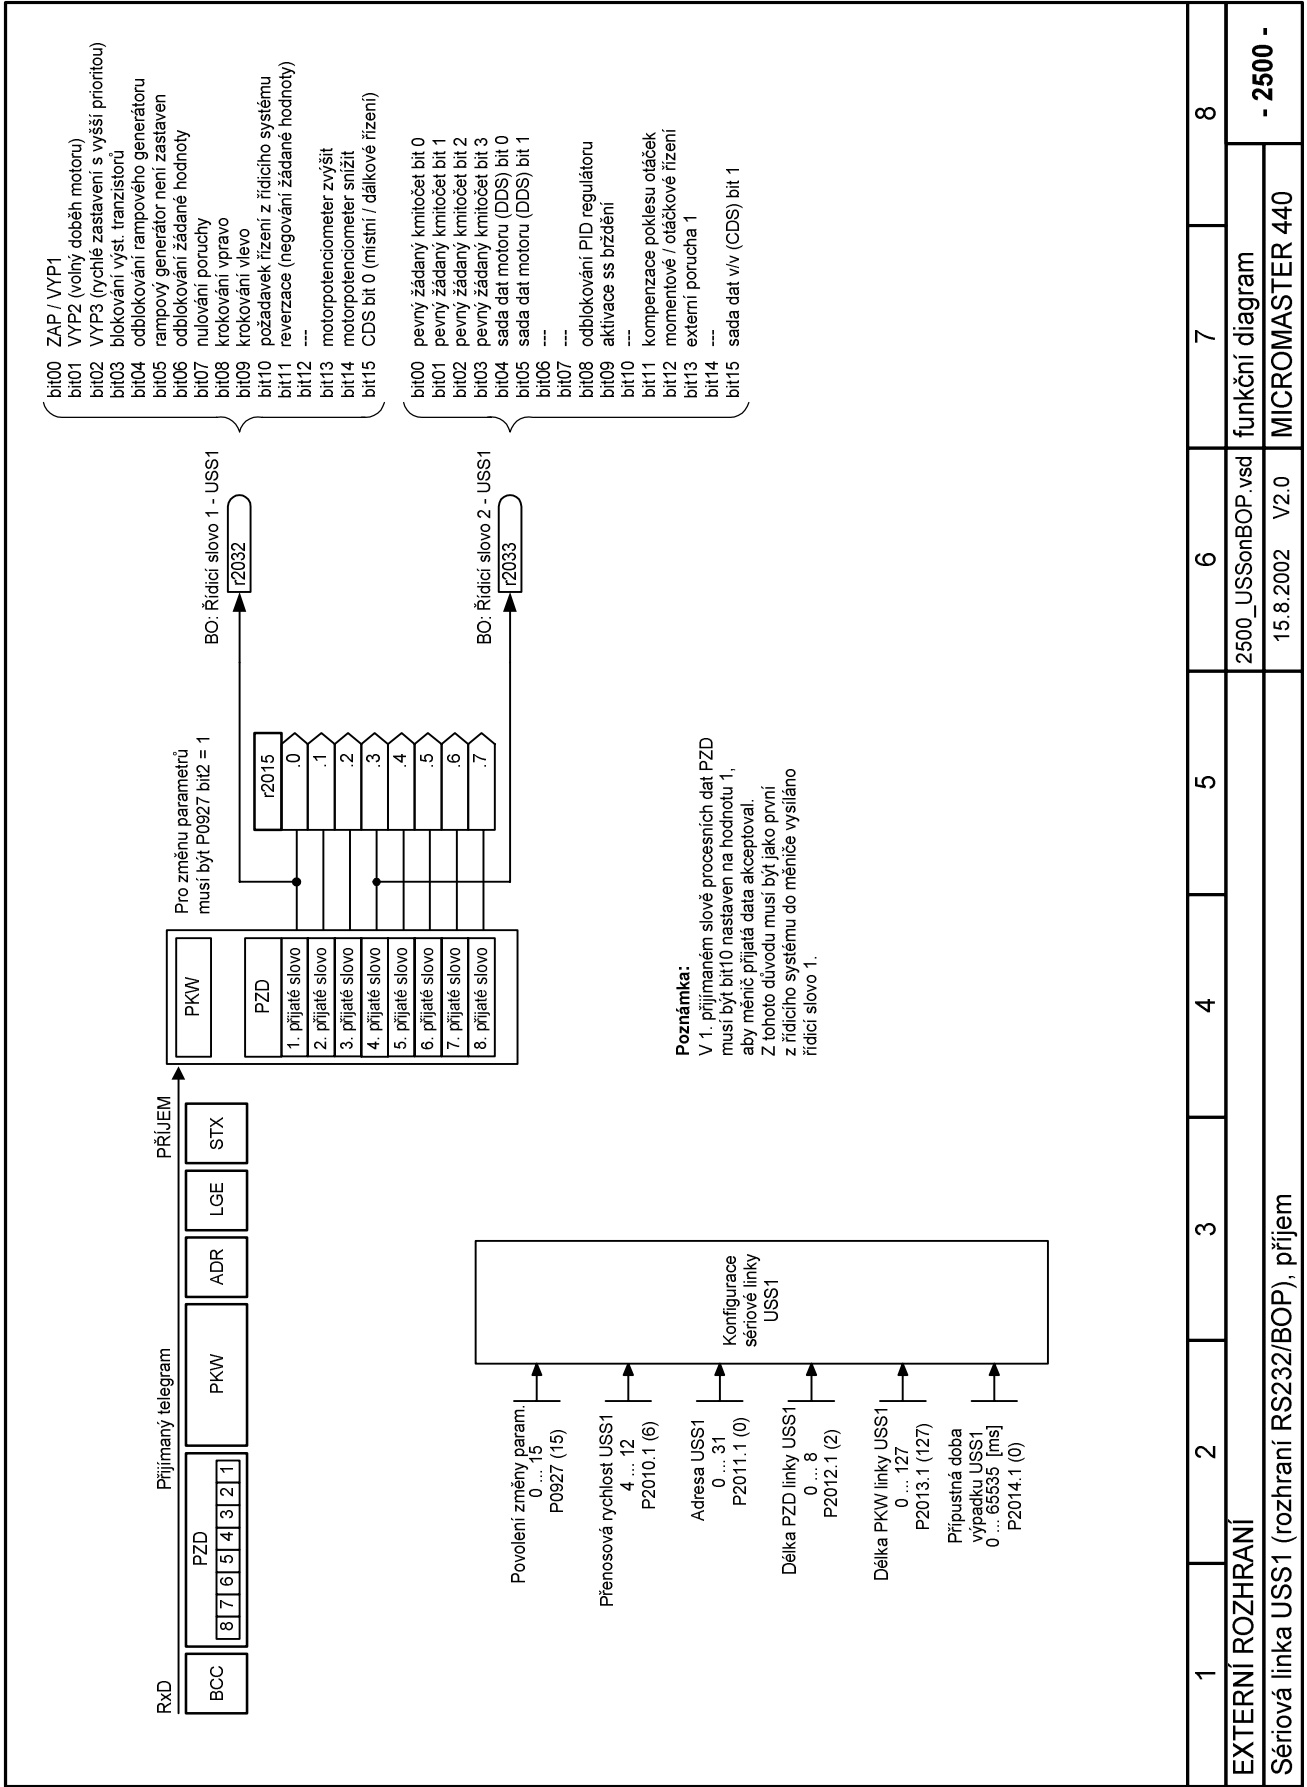 RxD
Přijímaný telegram
PŘÍJEM
BCC
PZD
8 7 6 5 4 3 2 1
PKW
ADR
LGE
STX
PKW
PZD
1. přijaté slovo
2. přijaté slovo
3. přijaté slovo
4. přijaté slovo
5. přijaté slovo
6. přijaté slovo
7. přijaté slovo
8. přijaté slovo
Pro změnu parametrů
musí být P0927 bit2 = 1
r2015
.0
.1
.2
.3
.4
.5
.6
.7
BO: Řídicí slovo 1 - USS1
r2032
BO: Řídicí slovo 2 - USS1
r2033
bit00 ZAP / VYP1
bit01 VYP2 (volný doběh motoru)
bit02 VYP3 (rychlé zastavení s vyšší prioritou)
bit03 blokování výst. tranzistorů
bit04 odblokování rampového generátoru
bit05 rampový generátor není zastaven
bit06 odblokování žádané hodnoty
bit07 nulování poruchy
bit08 krokování vpravo
bit09 krokování vlevo
bit10 požadavek řízení z řídicího systému
bit11 reverzace (negování žádané hodnoty)
bit12 ---
bit13 motorpotenciometer zvýšit
bit14 motorpotenciometer snížit
bit15 CDS bit 0 (místní / dálkové řízení)
bit00 pevný žádaný kmitočet bit 0
bit01 pevný žádaný kmitočet bit 1
bit02 pevný žádaný kmitočet bit 2
bit03 pevný žádaný kmitočet bit 3
bit04 sada dat motoru (DDS) bit 0
bit05 sada dat motoru (DDS) bit 1
bit06 ---
bit07 ---
bit08 odblokování PID regulátoru
bit09 aktivace ss brždění
bit10 ---
bit11 kompenzace poklesu otáček
bit12 momentové / otáčkové řízení
bit13 externí porucha 1
bit14 ---
bit15 sada dat v/v (CDS) bit 1
Povolení změny param.
0 ... 15
P0927 (15)
Přenosová rychlost USS1
4 ... 12
P2010.1 (6)
Adresa USS1
0 ... 31
P2011.1 (0)
Délka PZD linky USS1
0 ... 8
P2012.1 (2)
Délka PKW linky USS1
0 ... 127
P2013.1 (127)
Přípustná doba
výpadku USS1
0 ... 65535 [ms]
P2014.1 (0)
Konfigurace
sériové linky
USS1
Poznámka:
V 1. přijímaném slově procesních dat PZD
musí být bit10 nastaven na hodnotu 1,
aby měnič přijatá data akceptoval.
Z tohoto důvodu musí být jako první
z řídicího systému do měniče vysíláno
řídicí slovo 1.
1 2 3 4 5 6 7 8
EXTERNÍ ROZHRANÍ
2500_USSonBOP.vsd
funkční diagram
- 2500 -
Sériová linka USS1 (rozhraní RS232/BOP), příjem
15.8.2002 V2.0
MICROMASTER 440